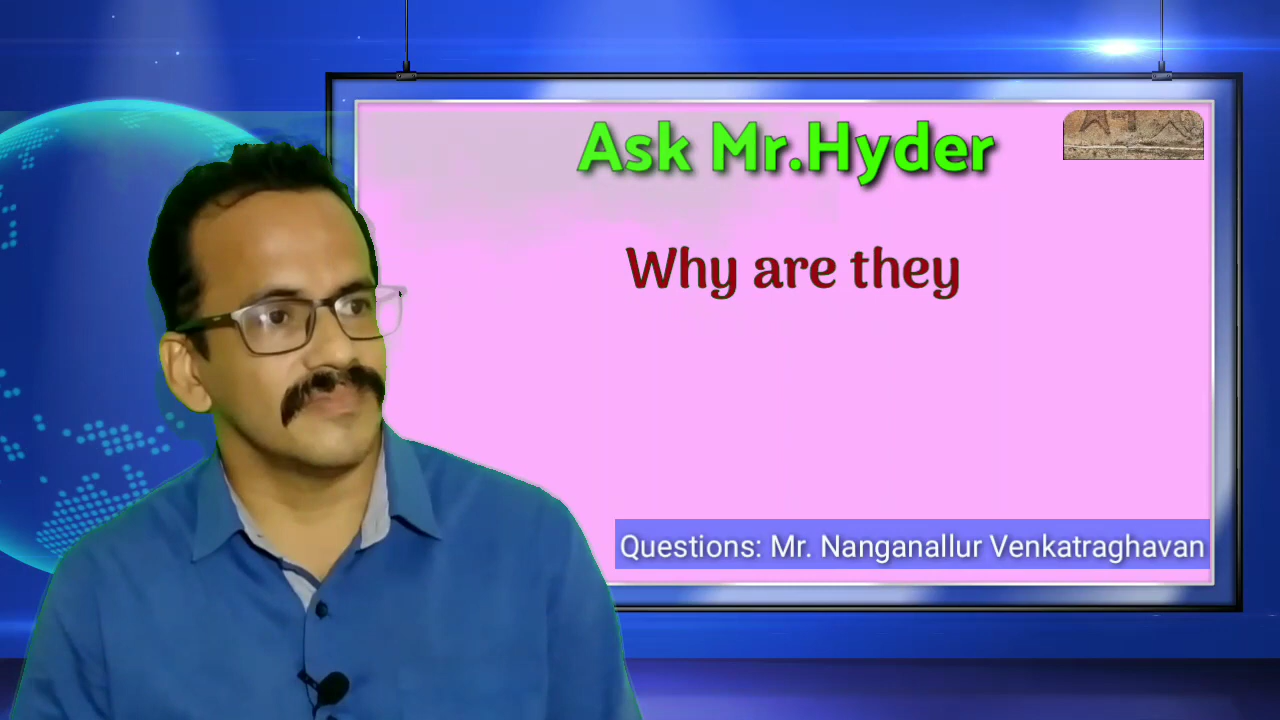 Ask Mr.Hyder
Why are they
Questions: Mr. Nanganallur Venkatraghavan